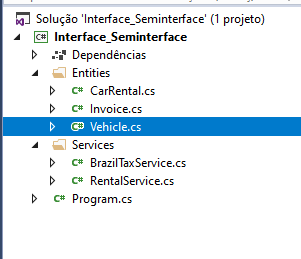 Solução 'Interface_Seminterface' (1 projeto)
C# Interface_Seminterface
Dependências
Entities
C# CarRental.cs
C# Invoice.cs
C# Vehicle.cs
Services
C# BrazilTaxService.cs
C# RentalService.cs
C# Program.cs